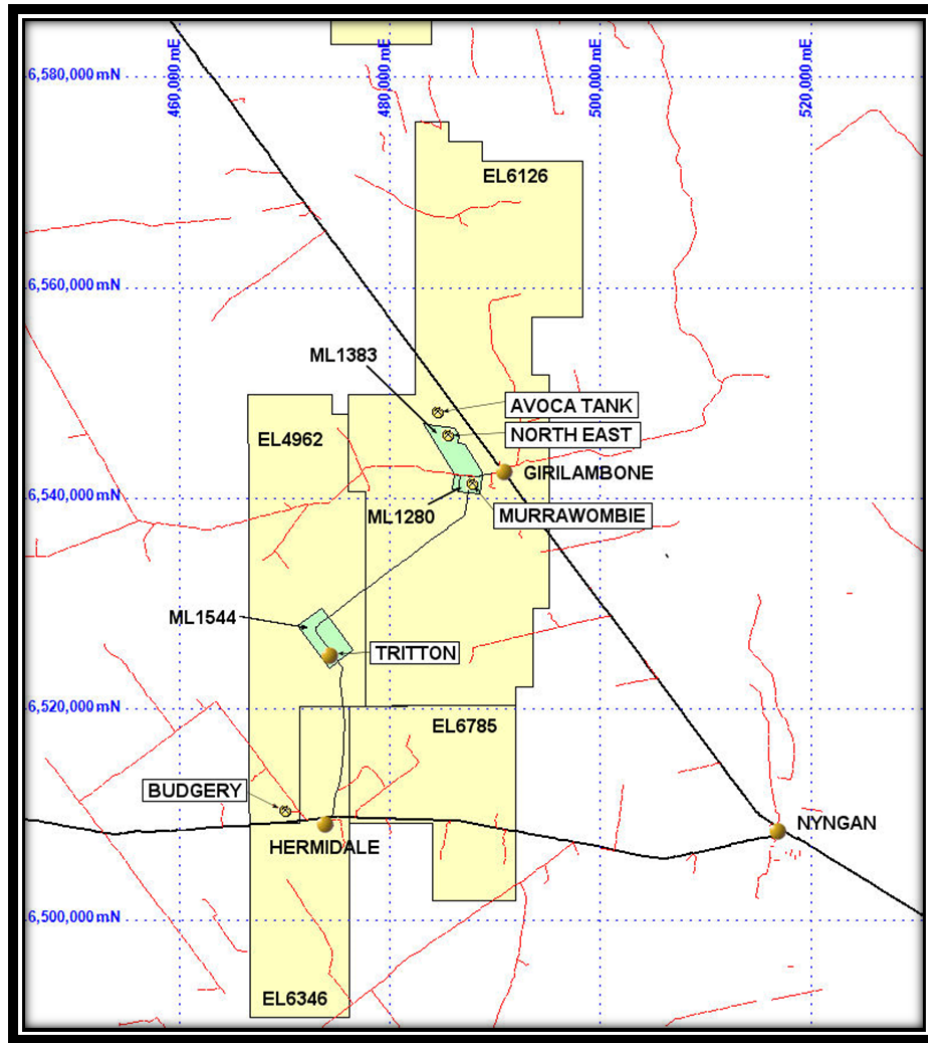 460,000 mE
480,000 mE
500,000 mE
520,000 mE
6,580,000 mN
EL6126
6,560,000 mN
ML1383
AVOCA TANK
EL4962
NORTH EAST
GIRILAMBONE
6,540,000 mN
ML1280
MURRAWOMBIE
ML1544
TRITTON
6,520,000 mN
EL6785
BUDGERY
NYNGAN
HERMIDALE
6,500,000 mN
EL6346